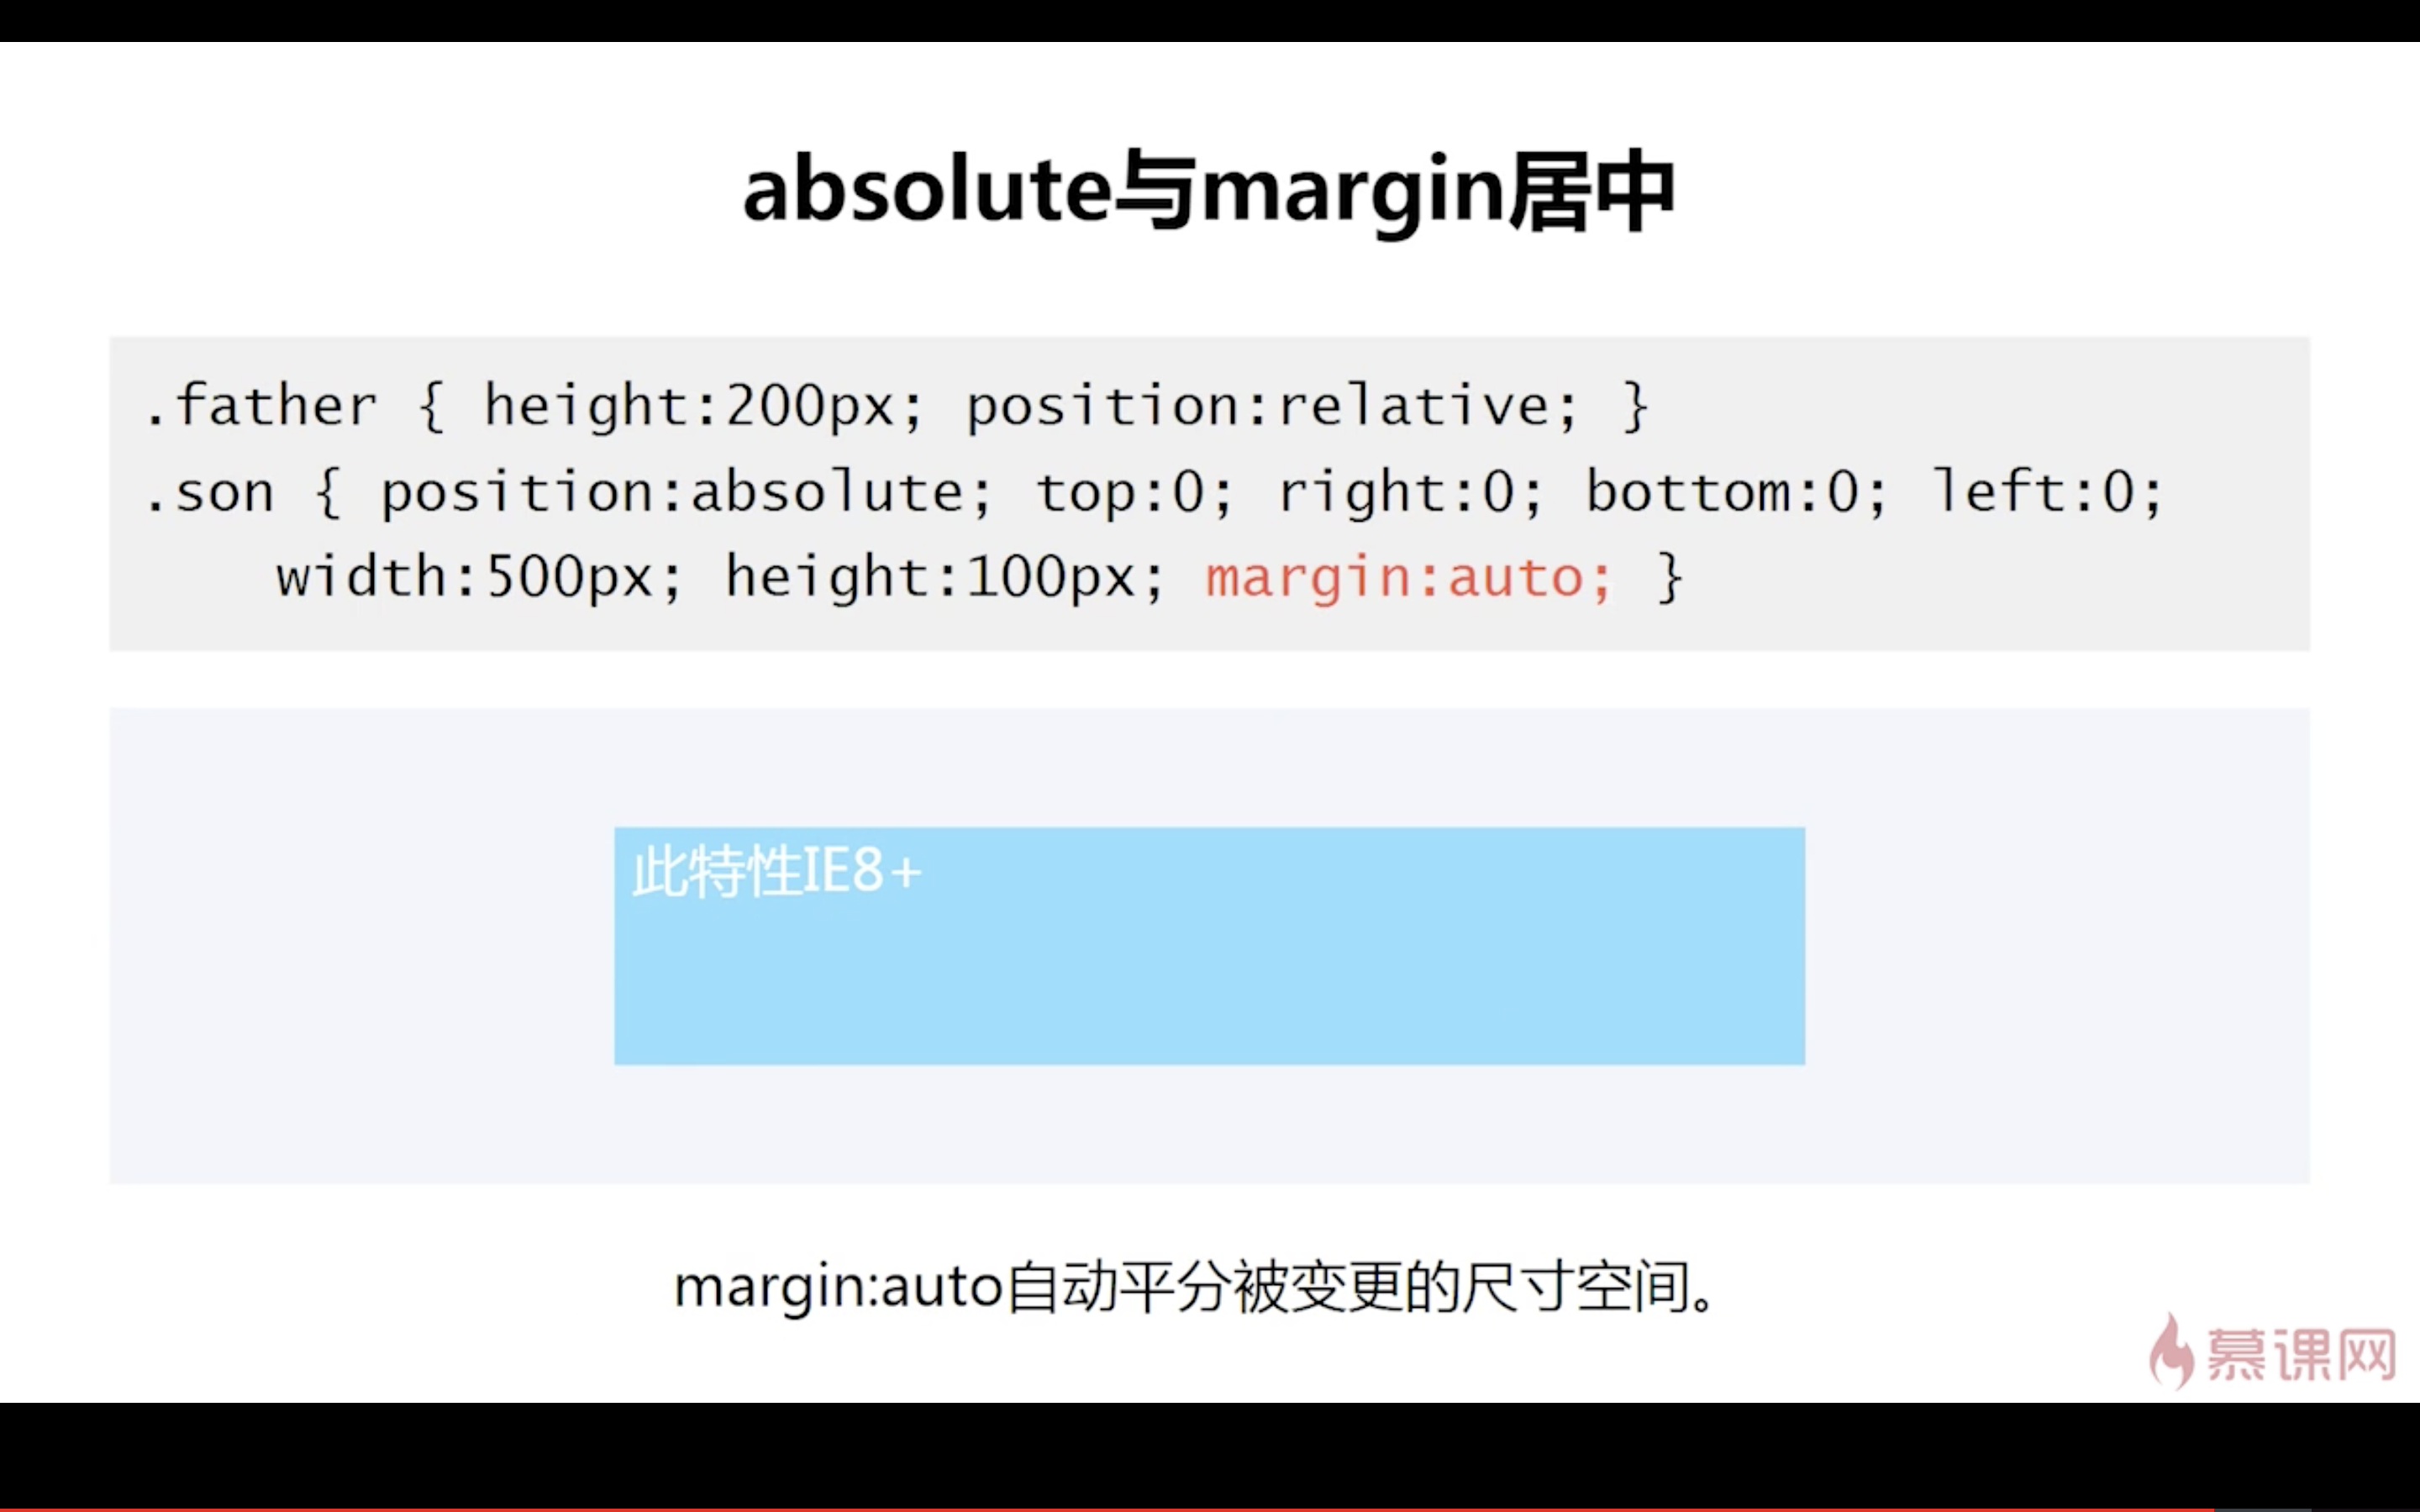 absolute与margin居中
.father { height:200px; position:relative; }
.son { position:absolute; top:0; right:0; bottom:0; left:0;
width:500px; height:100px; margin:auto; }
此特性IE8+
margin:auto自动平分被变更的尺寸空间。
慕课网